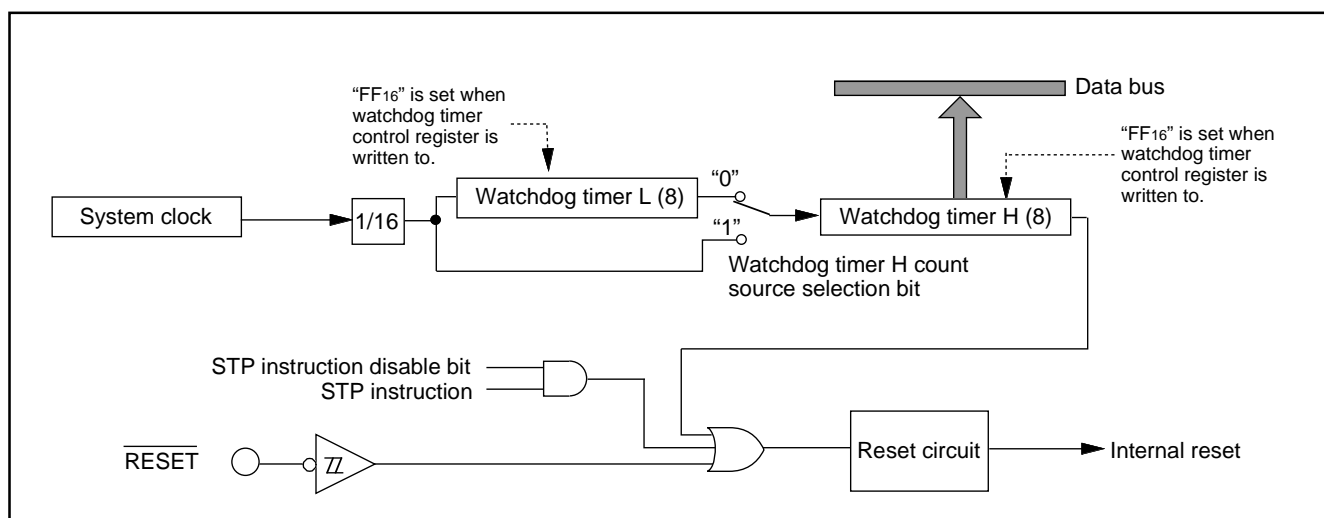 Data bus
“FF16” is set when
watchdog timer
control register is
written to.
“FF16” is set when
watchdog timer
control register is
written to.
System clock
1/16
Watchdog timer L (8)
“0”
“1”
Watchdog timer H (8)
Watchdog timer H count
source selection bit
STP instruction disable bit
STP instruction
RESET
Reset circuit
Internal reset